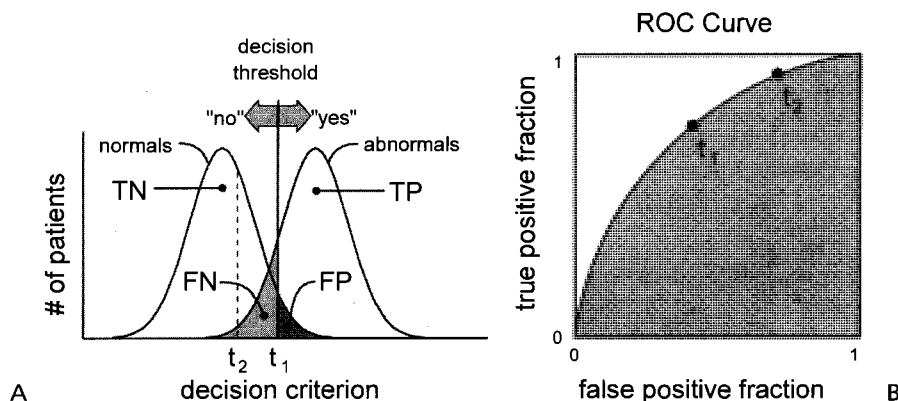 decision
threshold
"no" "yes"
normals
abnormals
TN
TP
FN
FP
# of patients
t2 t1
decision criterion
A
ROC Curve
1
true positive fraction
t2
t1
0
0 1
false positive fraction
B